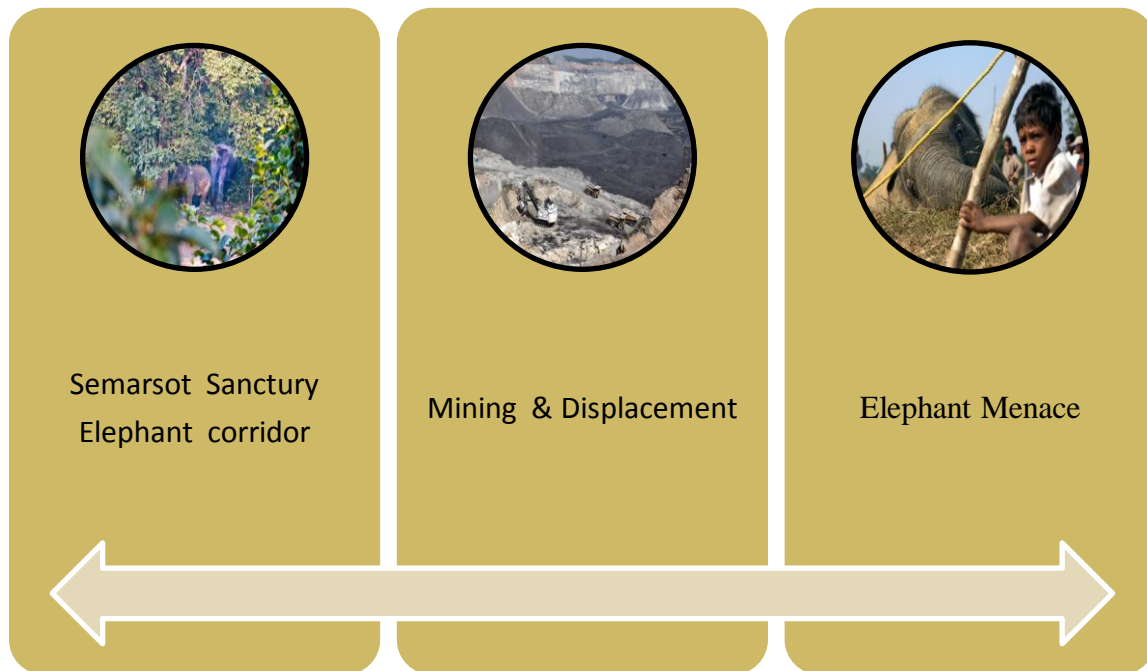 Semarsot Sanctury
Elephant corridor
Mining & Displacement
Elephant Menace